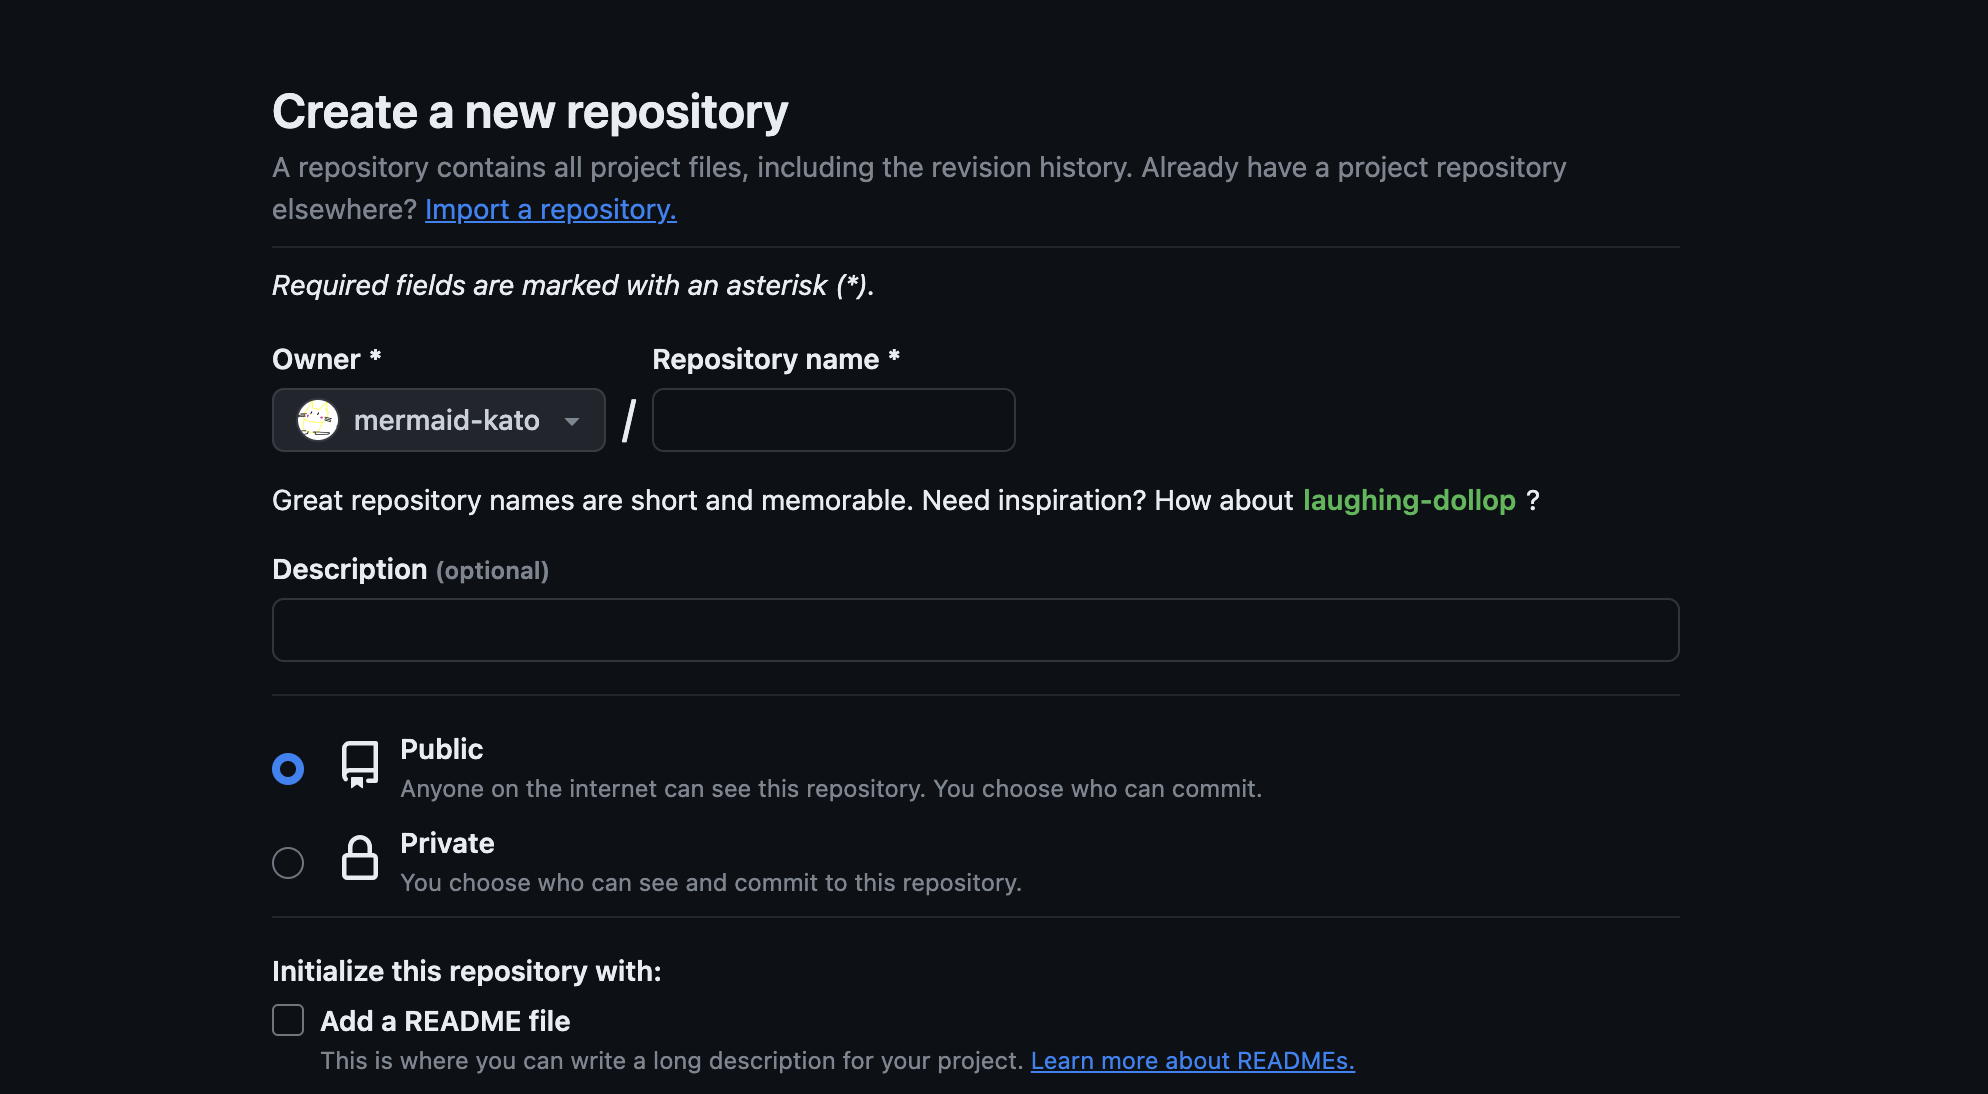 Create a new repository
A repository contains all project files, including the revision history. Already have a project repository
elsewhere? Import a repository.
Required fields are marked with an asterisk (*).
Owner * Repository name *
mermaid-kato /
Great repository names are short and memorable. Need inspiration? How about laughing-dollop ?
Description (optional)
Public
Anyone on the internet can see this repository. You choose who can commit.
Private
You choose who can see and commit to this repository.
Initialize this repository with:
Add a README file
This is where you can write a long description for your project. Learn more about READMEs.